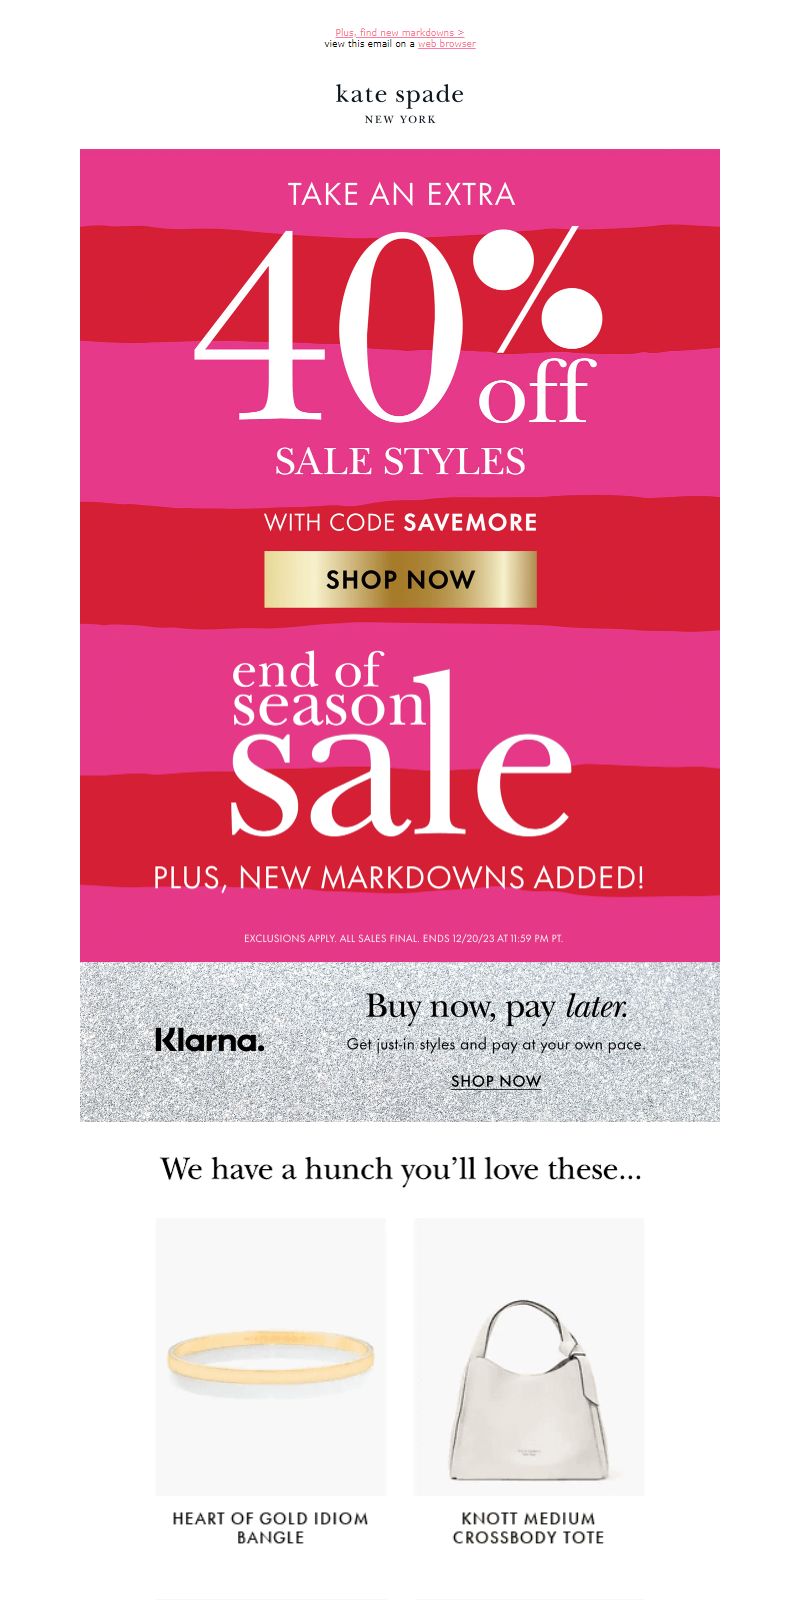 Plus, find new markdowns >
view this email on a web browser
kate spade
NEW YORK
TAKE AN EXTRA
40%
off
SALE STYLES
WITH CODE SAVEMORE
SHOP NOW
end of
season
sale
PLUS, NEW MARKDOWNS ADDED!
EXCLUSIONS APPLY. ALL SALES FINAL. ENDS 12/20/23 AT 11:59 PM PT.
Klarna.
Buy now, pay later.
Get just-in styles and pay at your own pace.
SHOP NOW
We have a hunch you’ll love these...
HEART OF GOLD IDIOM
BANGLE
KNOTT MEDIUM
CROSSBODY TOTE